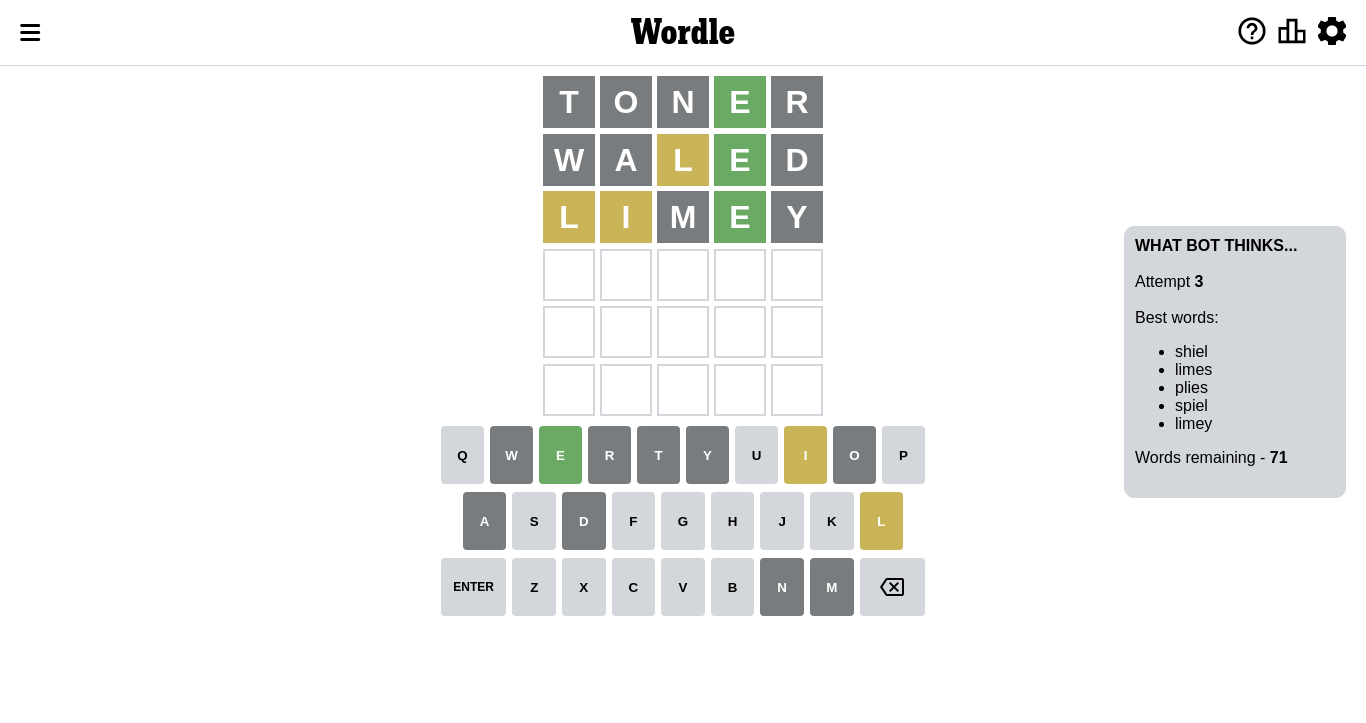 Wordle
T O N E R
W A L E D
L I M E Y
WHAT BOT THINKS...
Attempt 3
Best words:
shiel
limes
plies
spiel
limey
Words remaining - 71
Q W E R T Y U I O P
A S D F G H J K L
ENTER Z X C V B N M